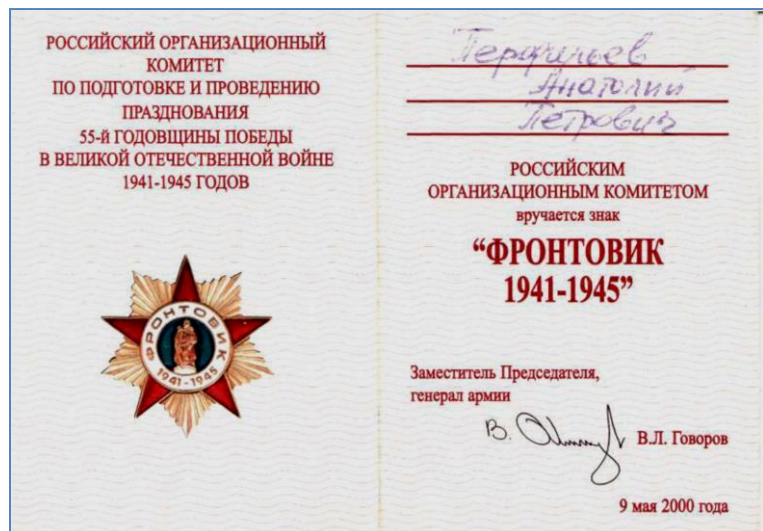 РОССИЙСКИЙ ОРГАНИЗАЦИОННЫЙ
КОМИТЕТ
ПО ПОДГОТОВКЕ И ПРОВЕДЕНИЮ
ПРАЗДНОВАНИЯ
55-й ГОДОВЩИНЫ ПОБЕДЫ
В ВЕЛИКОЙ ОТЕЧЕСТВЕННОЙ ВОЙНЕ
1941-1945 ГОДОВ
ФРОНТОВИК
1941-1945
Перфильев
Анатолий
Петрович
РОССИЙСКИМ
ОРГАНИЗАЦИОННЫМ КОМИТЕТОМ
вручается знак
“ФРОНТОВИК
1941-1945”
Заместитель Председателя,
генерал армии
В.Л. Говоров
9 мая 2000 года